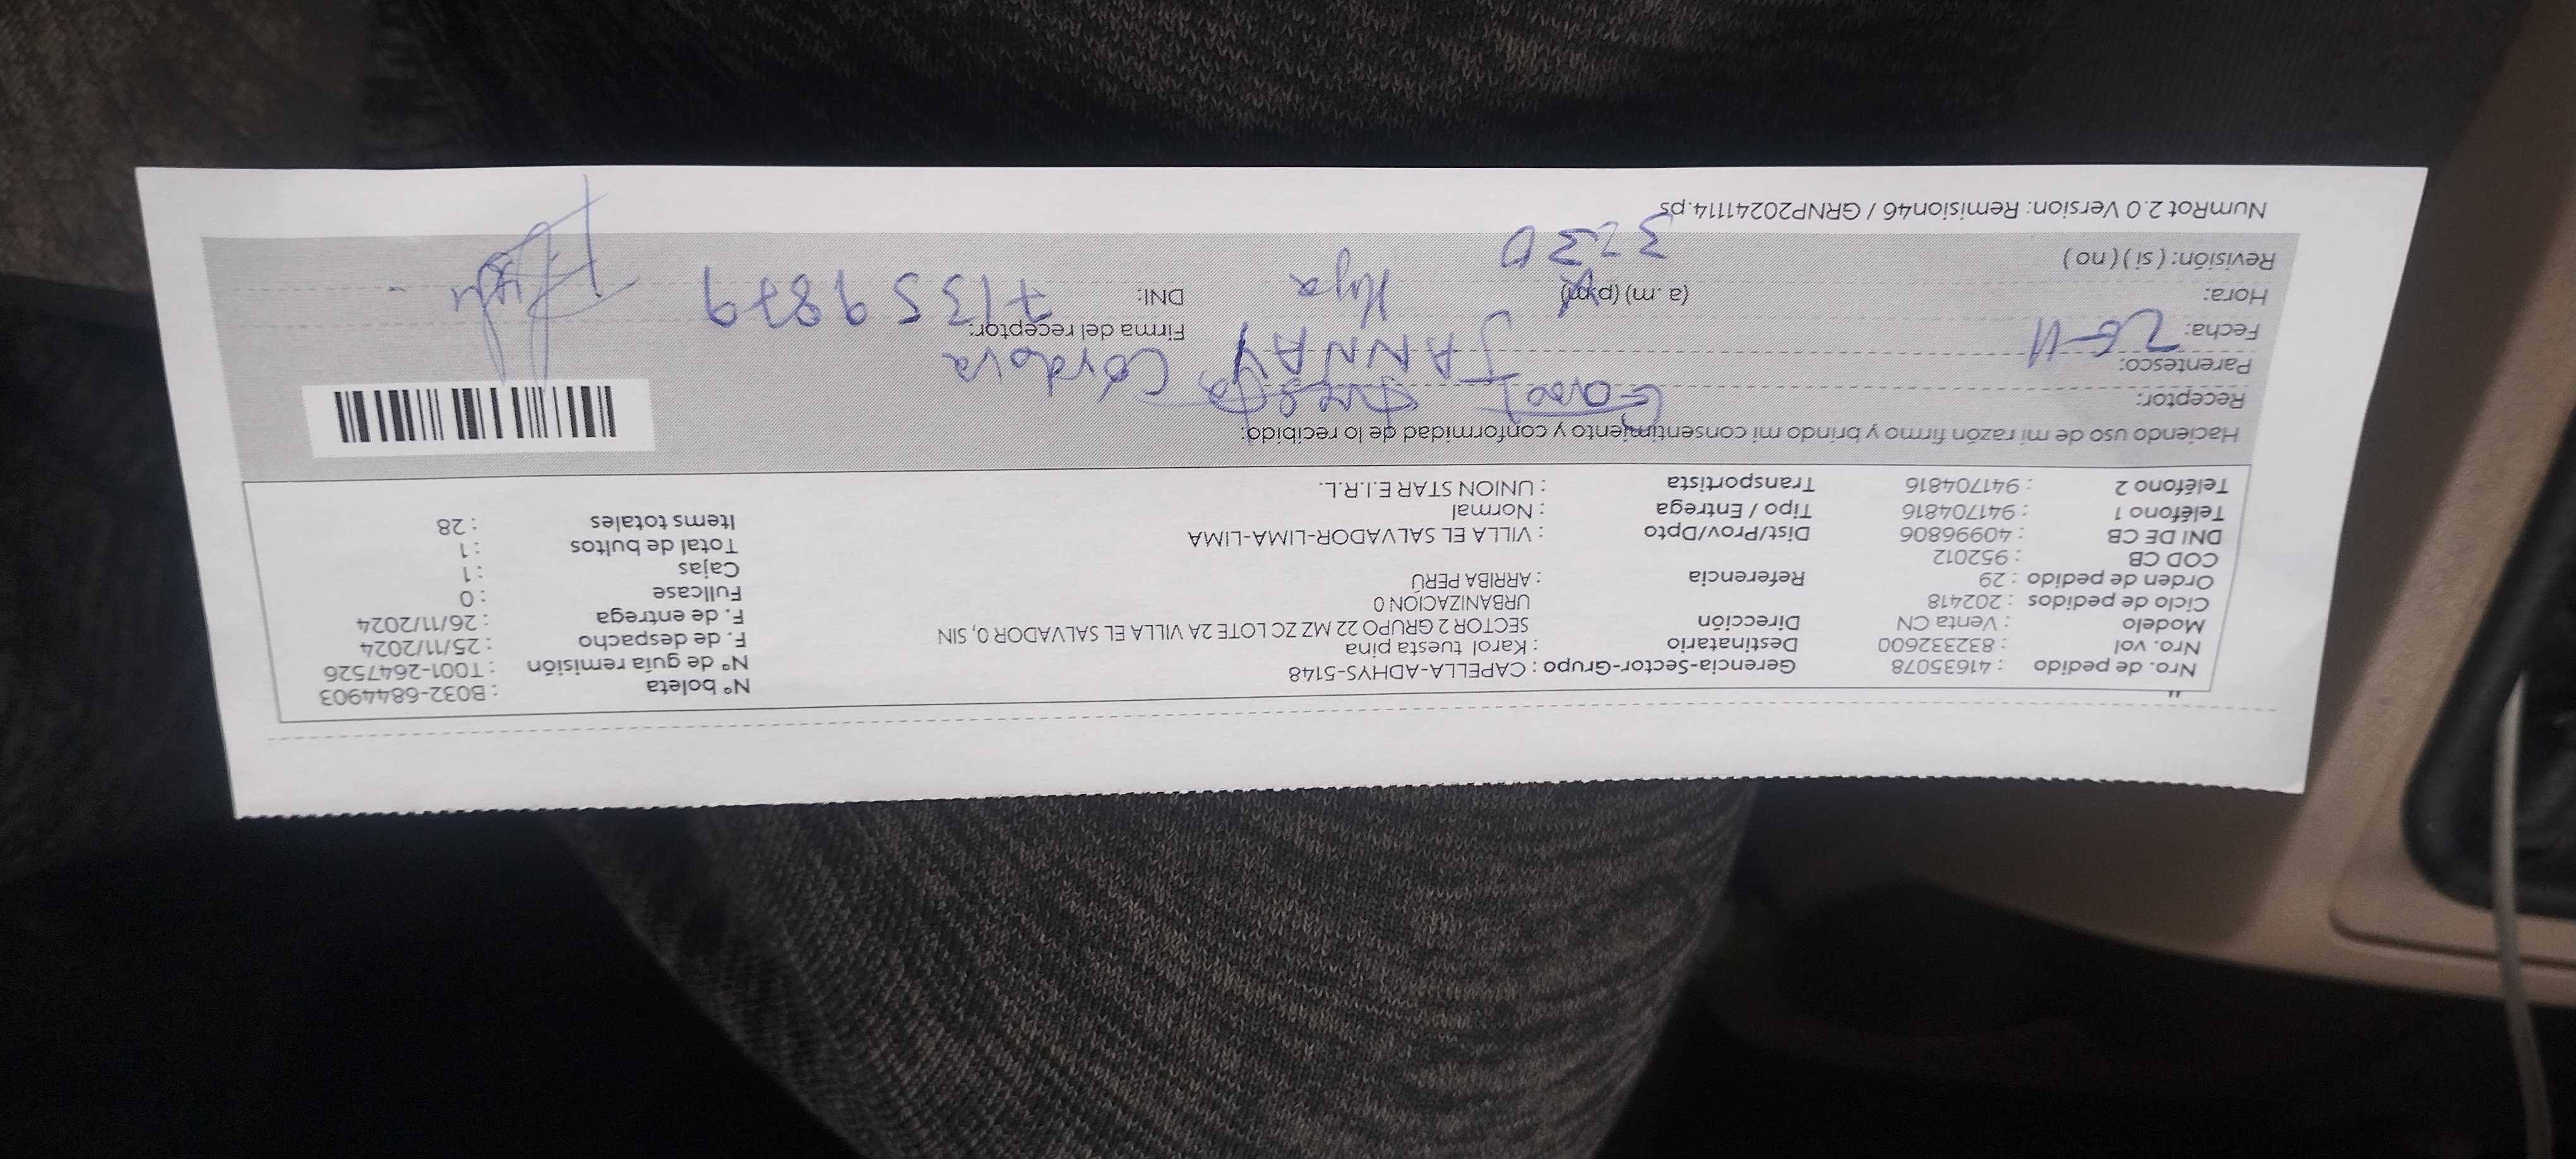 Nro. de pedido : 41635078 Gerencia-Sector-Grupo : CAPELLA-ADHYS-5148 N° boleta : B032-6844903
Nro. vol : 832332600 Destinatario : Karol tuesta pina N° de guía remisión : T001-2647526
Modelo : Venta CN Dirección SECTOR 2 GRUPO 22 MZ ZC LOTE 2A VILLA EL SALVADOR 0, SIN F. de despacho : 25/11/2024
Ciclo de pedidos : 202418 URBANIZACIÓN 0 F. de entrega : 26/11/2024
Orden de pedido : 29 Referencia : ARRIBA PERÚ Fullcase : 0
COD CB : 952012 Cajas : 1
DNI DE CB : 40996806 Dist/Prov/Dpto : VILLA EL SALVADOR-LIMA-LIMA Total de bultos : 1
Teléfono 1 : 941704816 Tipo / Entrega : Normal Items totales : 28
Teléfono 2 : 941704816 Transportista : UNION STAR E.I.R.L.
Haciendo uso de mi razón firmo y brindo mi consentimiento y conformidad de lo recibido:
Receptor:
Parentesco: JANNAY Cordova
Fecha: 26-11 Firma del receptor:
Hora: (a. m) (p.m) Hija DNI: 71359879
Revisión: ( si ) ( no ) 3230
NumRot 2.0 Version: Remision46 / GRNP20241114.ps